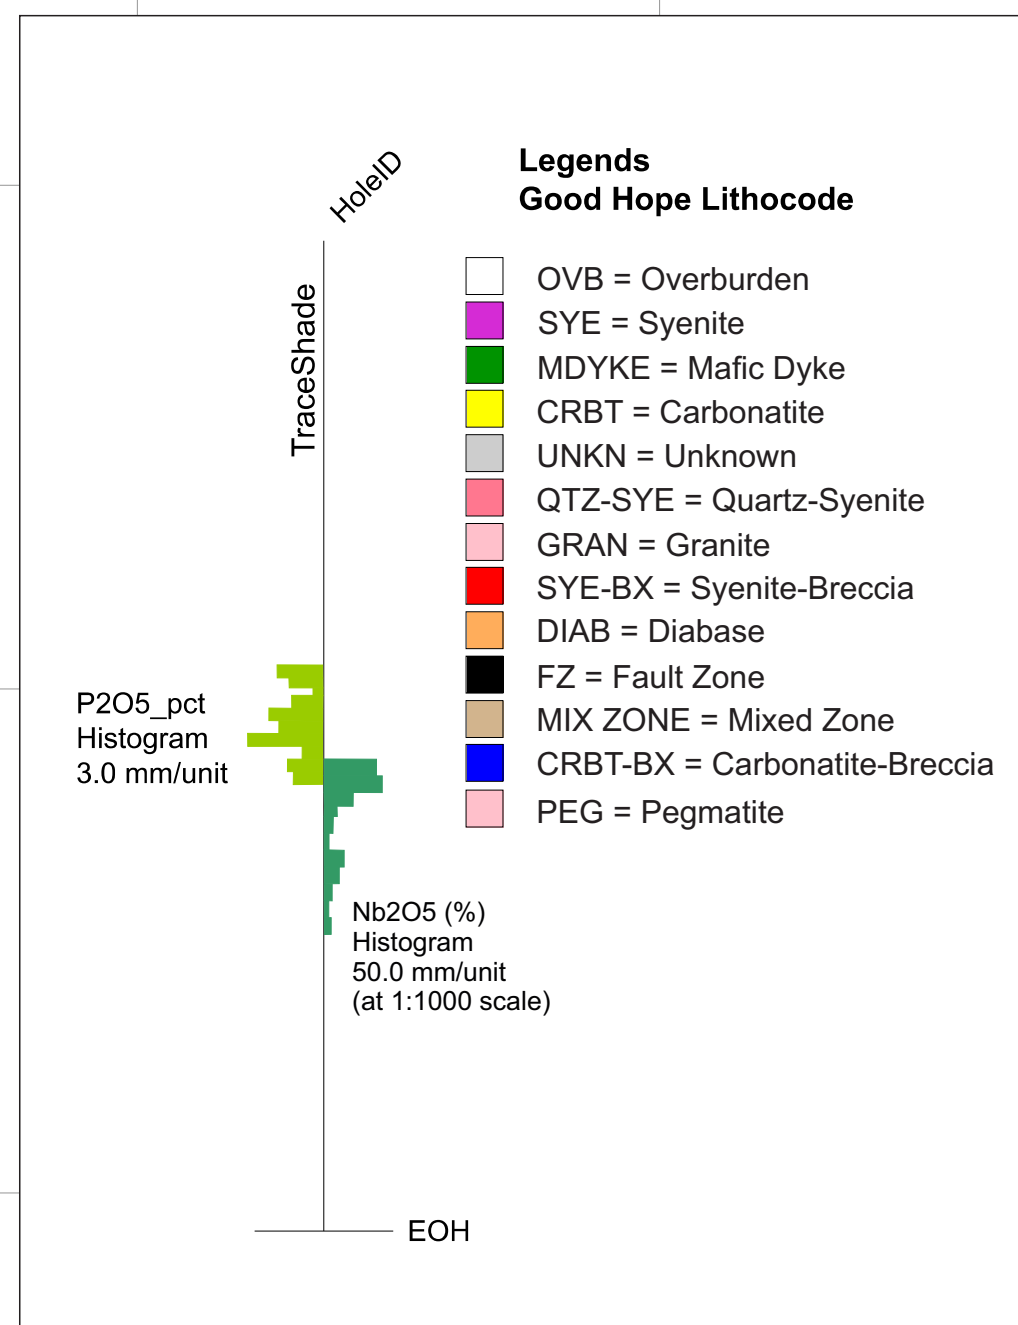 HoleID
TraceShade
Legends
Good Hope Lithocode
OVB = Overburden
SYE = Syenite
MDYKE = Mafic Dyke
CRBT = Carbonatite
UNKN = Unknown
QTZ-SYE = Quartz-Syenite
GRAN = Granite
SYE-BX = Syenite-Breccia
DIAB = Diabase
FZ = Fault Zone
MIX ZONE = Mixed Zone
CRBT-BX = Carbonatite-Breccia
PEG = Pegmatite
P2O5_pct
Histogram
3.0 mm/unit
Nb2O5 (%)
Histogram
50.0 mm/unit
(at 1:1000 scale)
EOH